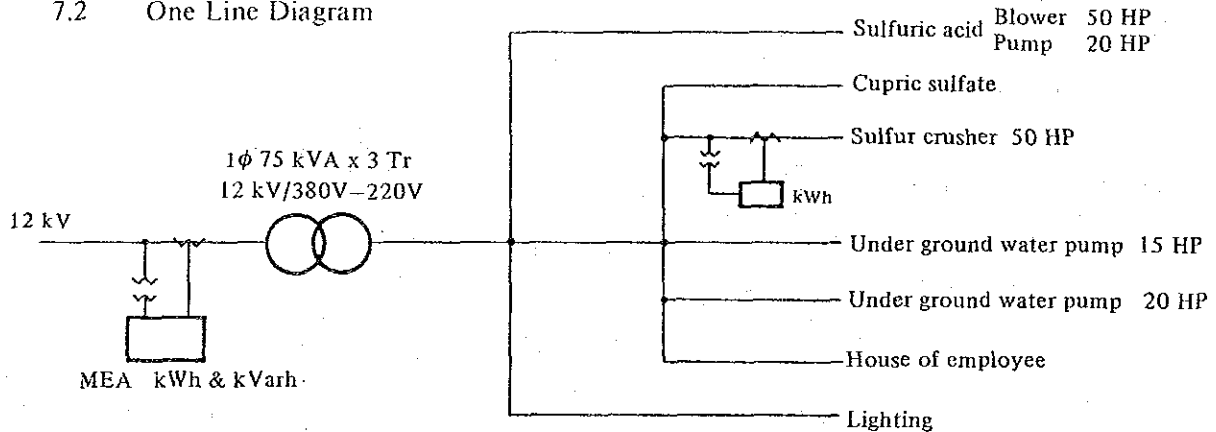 7.2 One Line Diagram
Sulfuric acid Blower 50 HP
Pump 20 HP
Cupric sulfate
Sulfur crusher 50 HP
kWh
1ϕ 75 kVA x 3 Tr
12 kV/380V–220V
12 kV
Under ground water pump 15 HP
Under ground water pump 20 HP
House of employee
MEA kWh & kVarh
Lighting